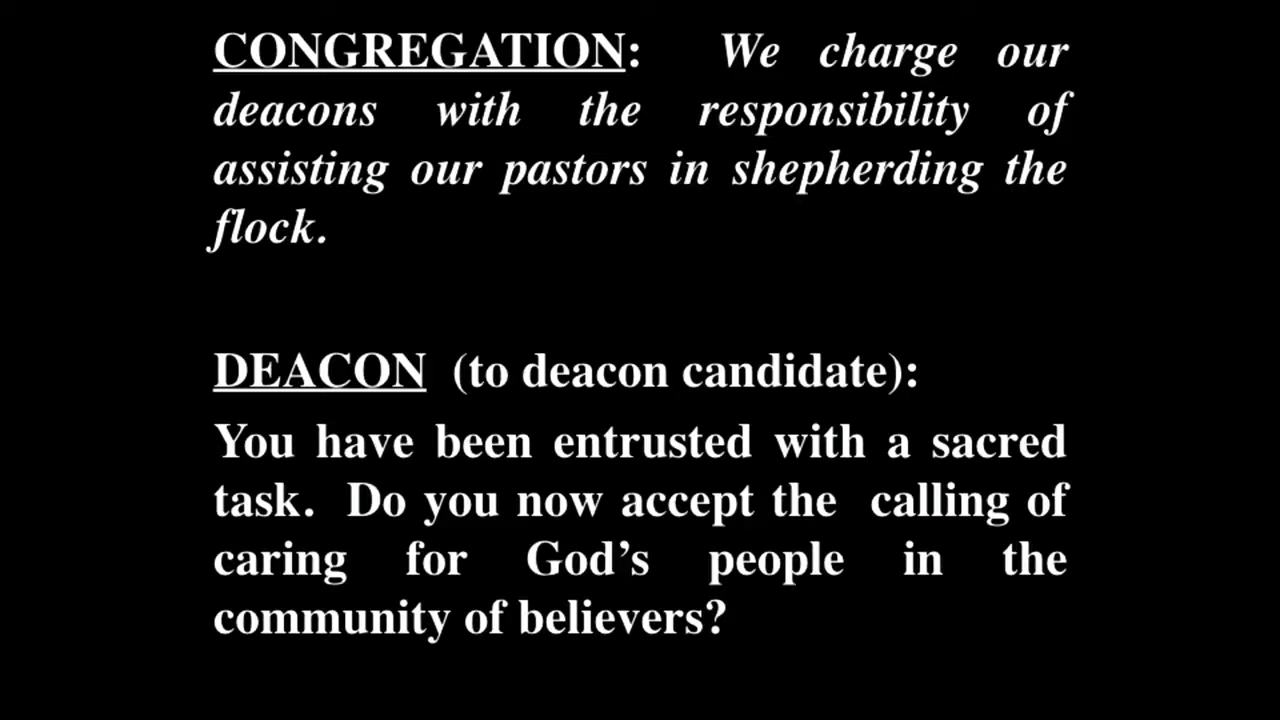 CONGREGATION: We charge our
deacons with the responsibility of
assisting our pastors in shepherding the
flock.
DEACON (to deacon candidate):
You have been entrusted with a sacred
task. Do you now accept the calling of
caring for God’s people in the
community of believers?